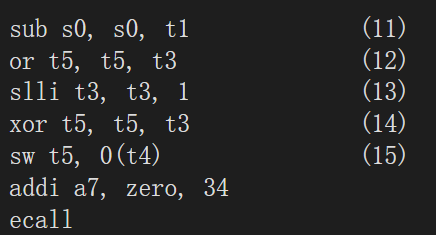 sub s0, s0, t1 (11)
or t5, t5, t3 (12)
slli t3, t3, 1 (13)
xor t5, t5, t3 (14)
sw t5, 0(t4) (15)
addi a7, zero, 34
ecall